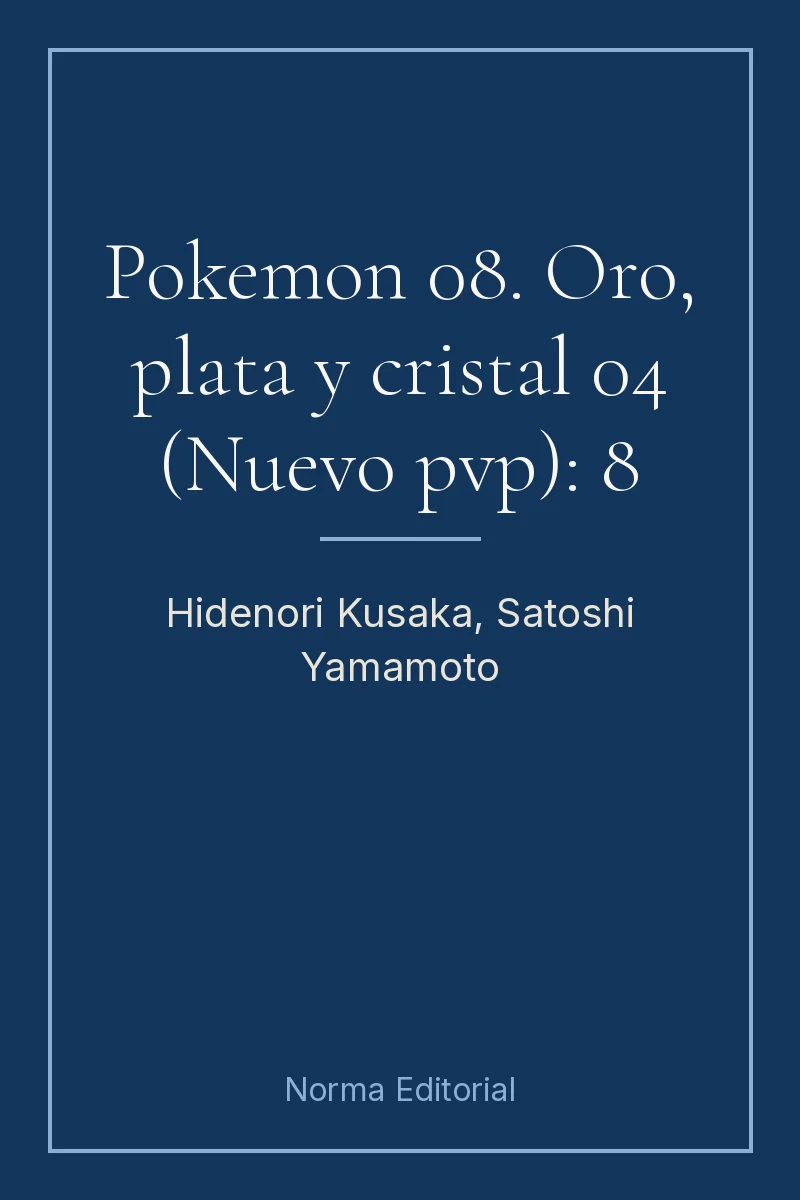 Pokemon 08. Oro,
plata y cristal 04
(Nuevo pvp): 8
Hidenori Kusaka, Satoshi
Yamamoto
Norma Editorial